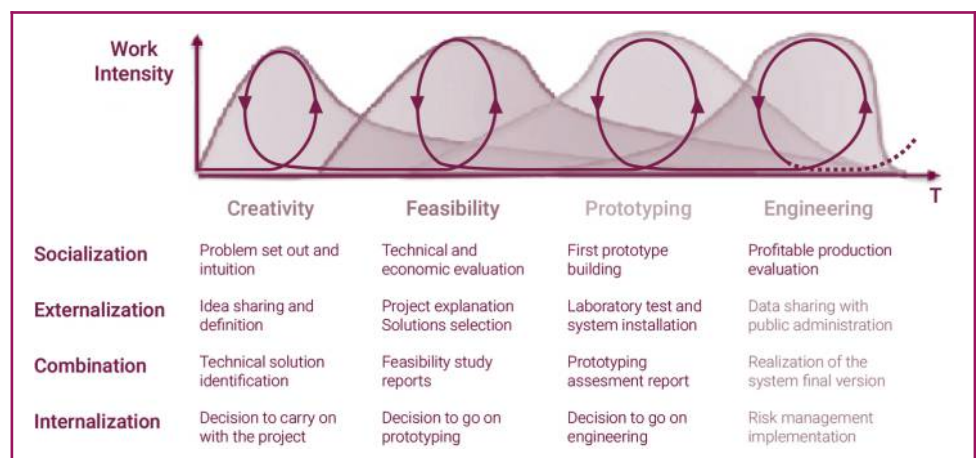 Work
Intensity
T
Creativity Feasibility Prototyping Engineering
Socialization
Problem set out and
intuition
Technical and
economic evaluation
First prototype
building
Profitable production
evaluation
Externalization
Idea sharing and
definition
Project explanation
Solutions selection
Laboratory test and
system installation
Data sharing with
public administration
Combination
Technical solution
identification
Feasibility study
reports
Prototyping
assesment report
Realization of the
system final version
Internalization
Decision to carry on
with the project
Decision to go on
prototyping
Decision to go on
engineering
Risk management
implementation